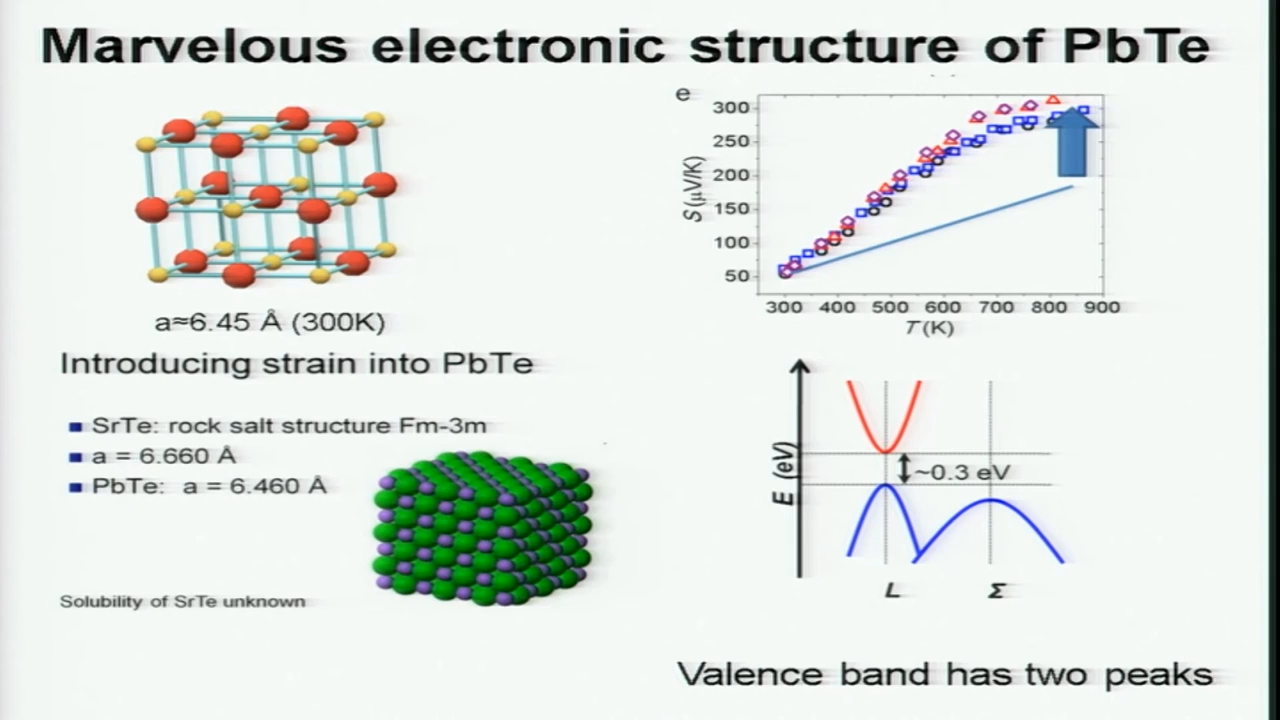 Marvelous electronic structure of PbTe
a≈6.45 Å (300K)
Introducing strain into PbTe
SrTe: rock salt structure Fm-3m
a = 6.660 Å
PbTe: a = 6.460 Å
Solubility of SrTe unknown
e
S (μV/K)
300
250
200
150
100
50
300 400 500 600 700 800 900
T (K)
E (eV)
~0.3 eV
L Σ
Valence band has two peaks